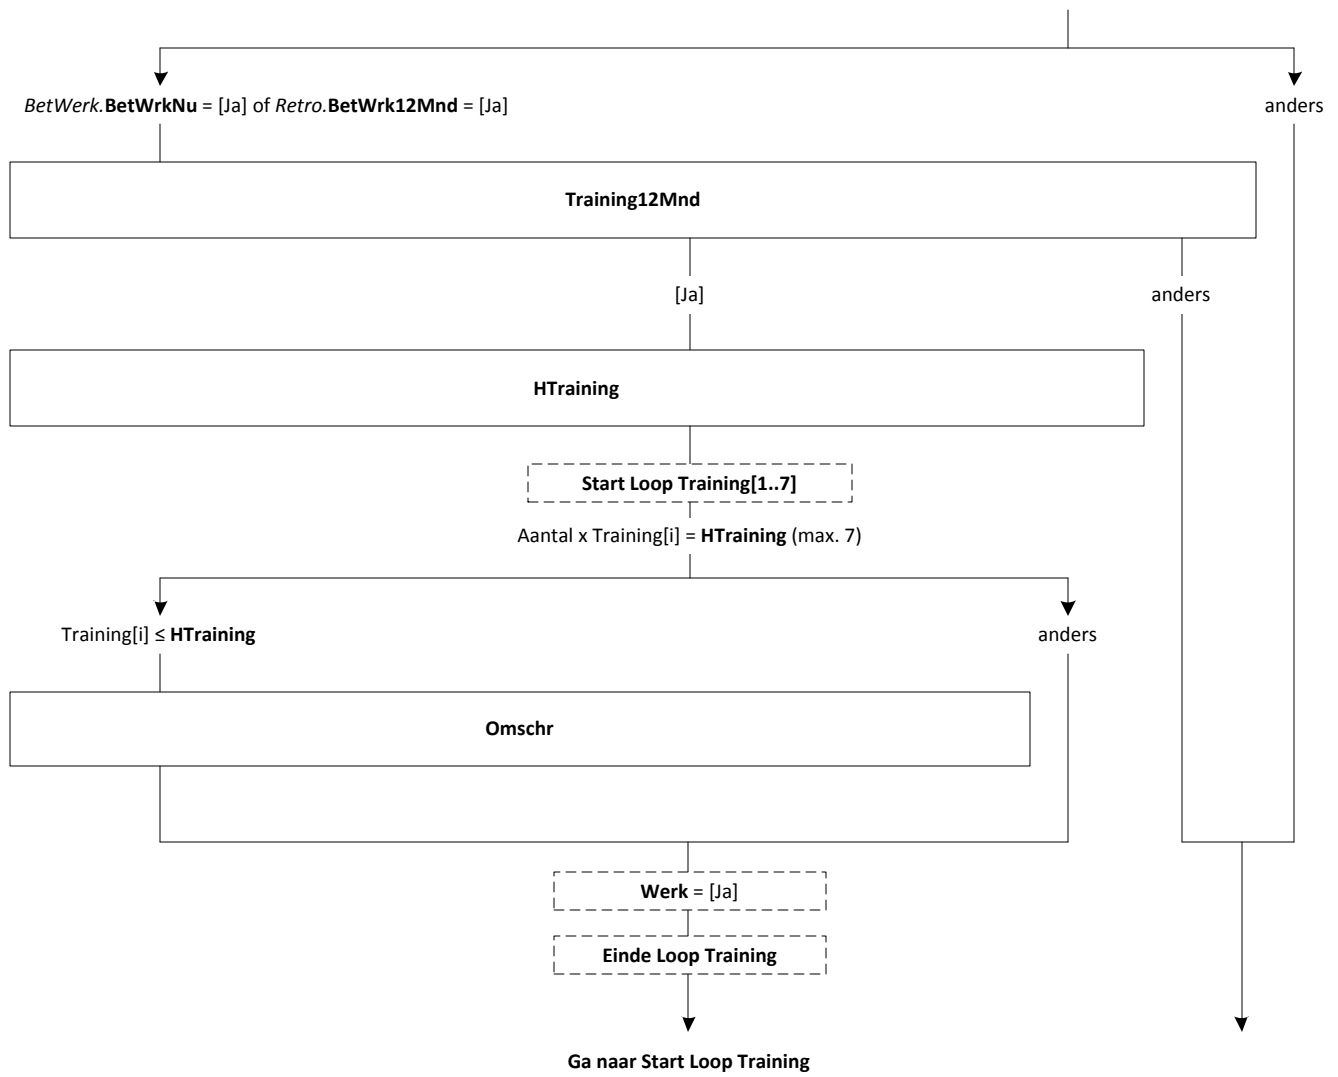 BetWerk.BetWrkNu = [Ja] of Retro.BetWrk12Mnd = [Ja]
anders
Training12Mnd
[Ja]
anders
HTraining
Start Loop Training[1..7]
Aantal x Training[i] = HTraining (max. 7)
Training[i] ≤ HTraining
anders
Omschr
Werk = [Ja]
Einde Loop Training
Ga naar Start Loop Training